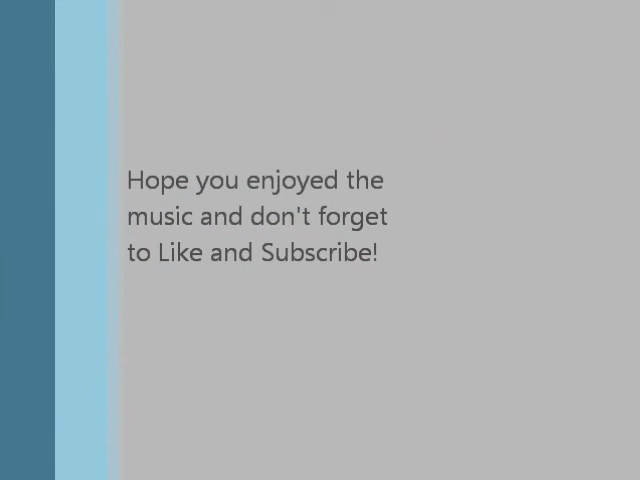 Hope you enjoyed the
music and don't forget
to Like and Subscribe!